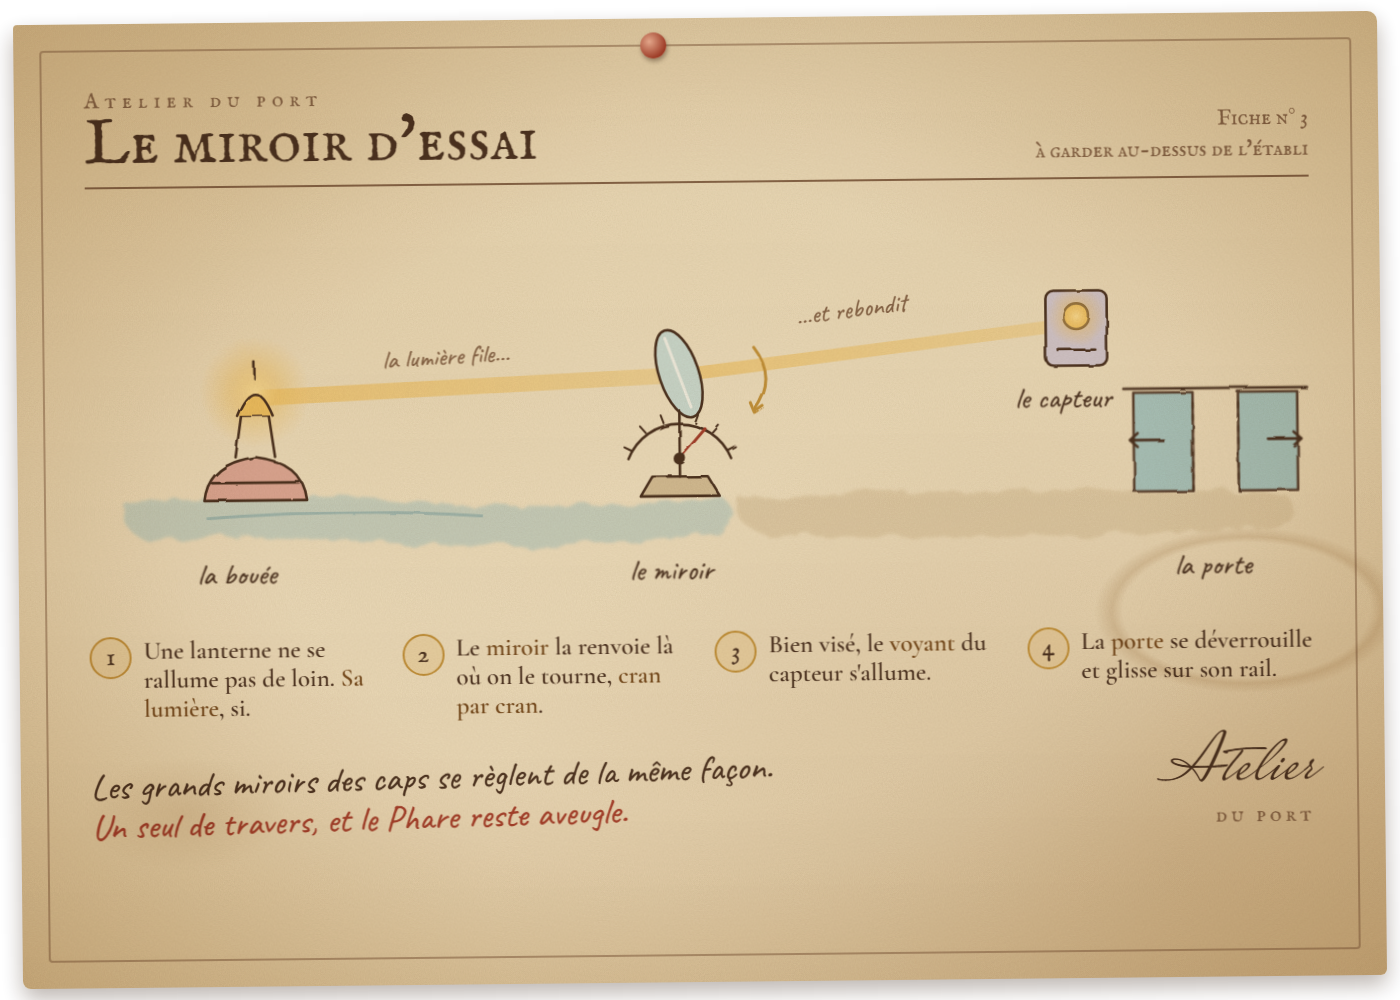 Atelier du port
Le miroir d'essai
Fiche n° 3
à garder au-dessus de l'établi
la lumière file...
...et rebondit
le capteur
la bouée
le miroir
la porte
1
Une lanterne ne se
rallume pas de loin. Sa
lumière, si.
2
Le miroir la renvoie là
où on le tourne, cran
par cran.
3
Bien visé, le voyant du
capteur s'allume.
4
La porte se déverrouille
et glisse sur son rail.
Les grands miroirs des caps se règlent de la même façon.
Un seul de travers, et le Phare reste aveugle.
Atelier
du port